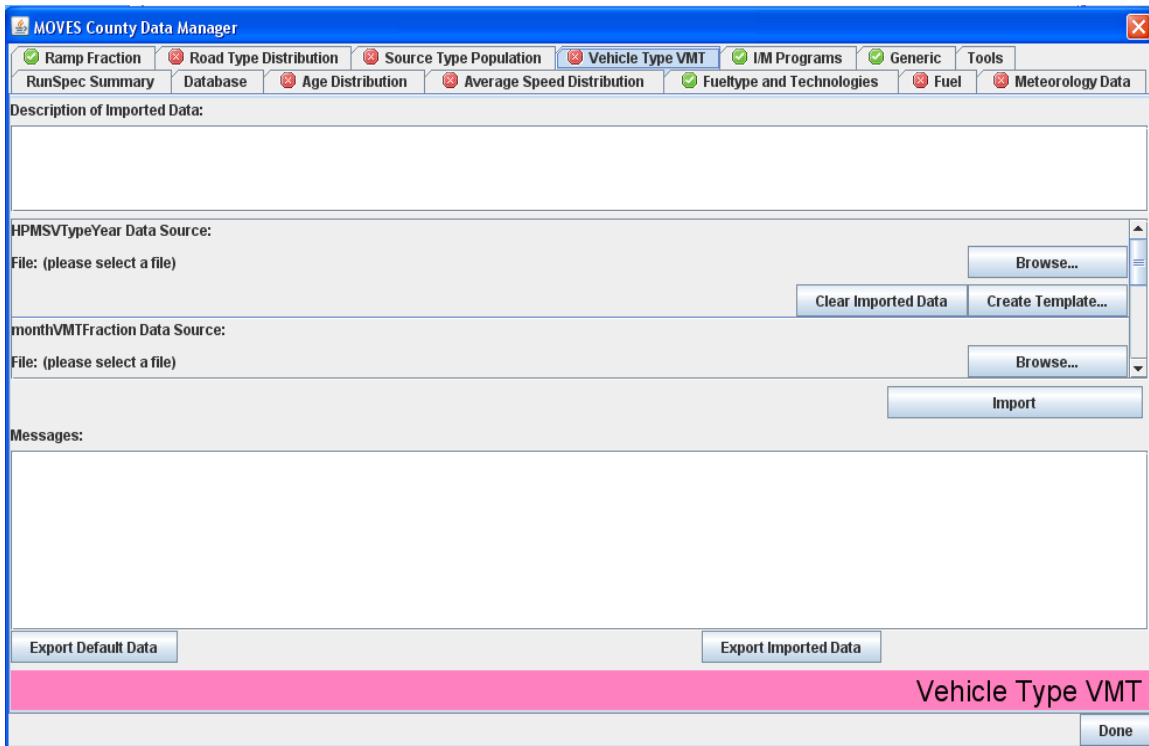 MOVES County Data Manager
Ramp Fraction Road Type Distribution Source Type Population Vehicle Type VMT I/M Programs Generic Tools
RunSpec Summary Database Age Distribution Average Speed Distribution Fueltype and Technologies Fuel Meteorology Data
Description of Imported Data:
HPMSVTypeYear Data Source:
File: (please select a file) Browse...
Clear Imported Data Create Template...
monthVMTFraction Data Source:
File: (please select a file) Browse...
Import
Messages:
Export Default Data Export Imported Data
Vehicle Type VMT
Done